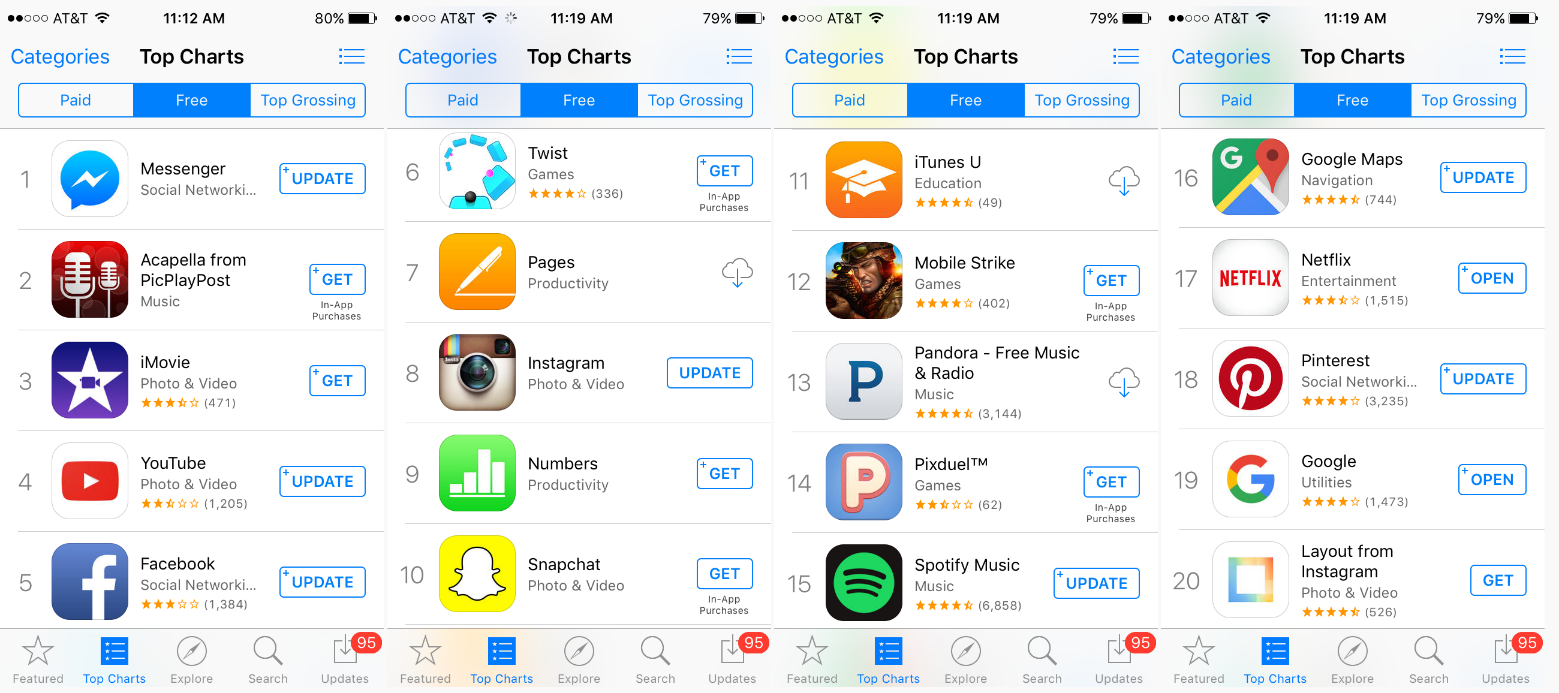 AT&T 11:12 AM 80%
Categories Top Charts
Paid Free Top Grossing
1
Messenger
Social Networki...
+UPDATE
2
Acapella from
PicPlayPost
Music
+GET
In-App
Purchases
3
iMovie
Photo & Video
(471)
+GET
4
YouTube
Photo & Video
(1,205)
+UPDATE
5
Facebook
Social Networki...
(1,384)
+UPDATE
Featured Top Charts Explore Search Updates 95
AT&T 11:19 AM 79%
Categories Top Charts
Paid Free Top Grossing
6
Twist
Games
(336)
+GET
In-App
Purchases
7
Pages
Productivity
8
Instagram
Photo & Video
UPDATE
9
Numbers
Productivity
+GET
10
Snapchat
Photo & Video
GET
In-App
Purchases
Featured Top Charts Explore Search Updates 95
AT&T 11:19 AM 79%
Categories Top Charts
Paid Free Top Grossing
11
iTunes U
Education
(49)
12
Mobile Strike
Games
(402)
+GET
In-App
Purchases
13
P
Pandora - Free Music
& Radio
Music
(3,144)
14
P
Pixduel™
Games
(62)
+GET
In-App
Purchases
15
Spotify Music
Music
(6,858)
+UPDATE
Featured Top Charts Explore Search Updates 95
AT&T 11:19 AM 79%
Categories Top Charts
Paid Free Top Grossing
16
G
Google Maps
Navigation
(744)
+UPDATE
17
NETFLIX
Netflix
Entertainment
(1,515)
+OPEN
18
Pinterest
Social Networki...
(3,235)
+UPDATE
19
G
Google
Utilities
(1,473)
+OPEN
20
Layout from
Instagram
Photo & Video
(526)
GET
Featured Top Charts Explore Search Updates 95